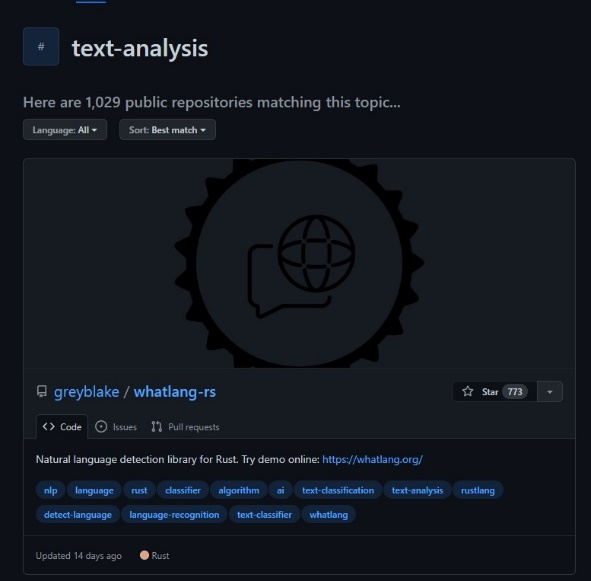 # text-analysis
Here are 1,029 public repositories matching this topic...
Language: All Sort: Best match
greyblake / whatlang-rs Star 773
Code Issues Pull requests
Natural language detection library for Rust. Try demo online: https://whatlang.org/
nlp language rust classifier algorithm ai text-classification text-analysis rustlang
detect-language language-recognition text-classifier whatlang
Updated 14 days ago Rust